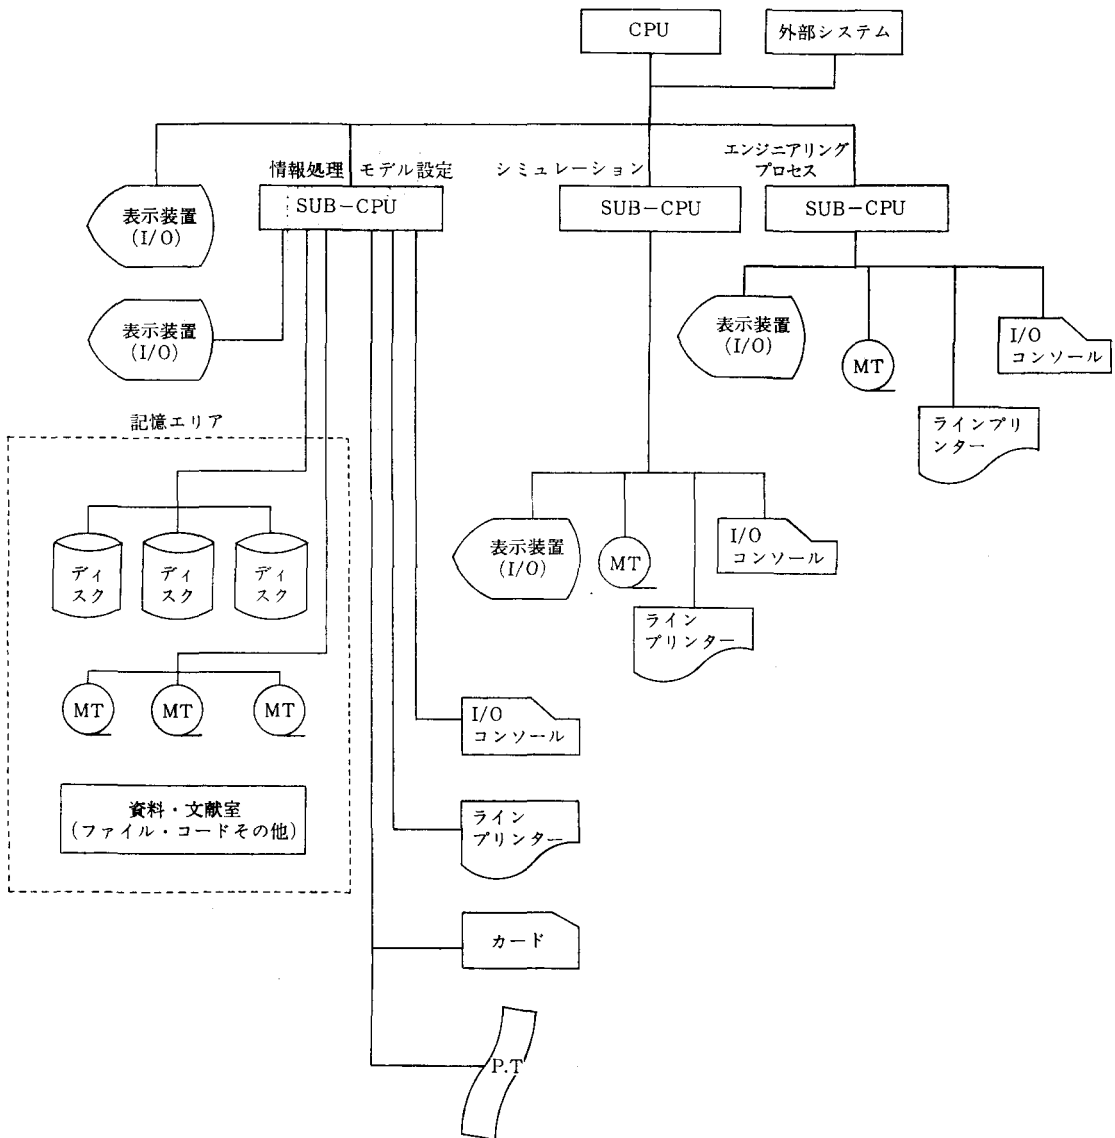 CPU
外部システム
情報処理
モデル設定
シミュレーション
エンジニアリング
プロセス
表示装置
(I/O)
SUB-CPU
SUB-CPU
SUB-CPU
表示装置
(I/O)
表示装置
(I/O)
MT
I/O
コンソール
ラインプリ
ンター
記憶エリア
ディ
スク
ディ
スク
ディ
スク
表示装置
(I/O)
MT
I/O
コンソール
ライン
プリンター
MT
MT
MT
I/O
コンソール
資料・文献室
(ファイル・コードその他)
ライン
プリンター
カード
P.T